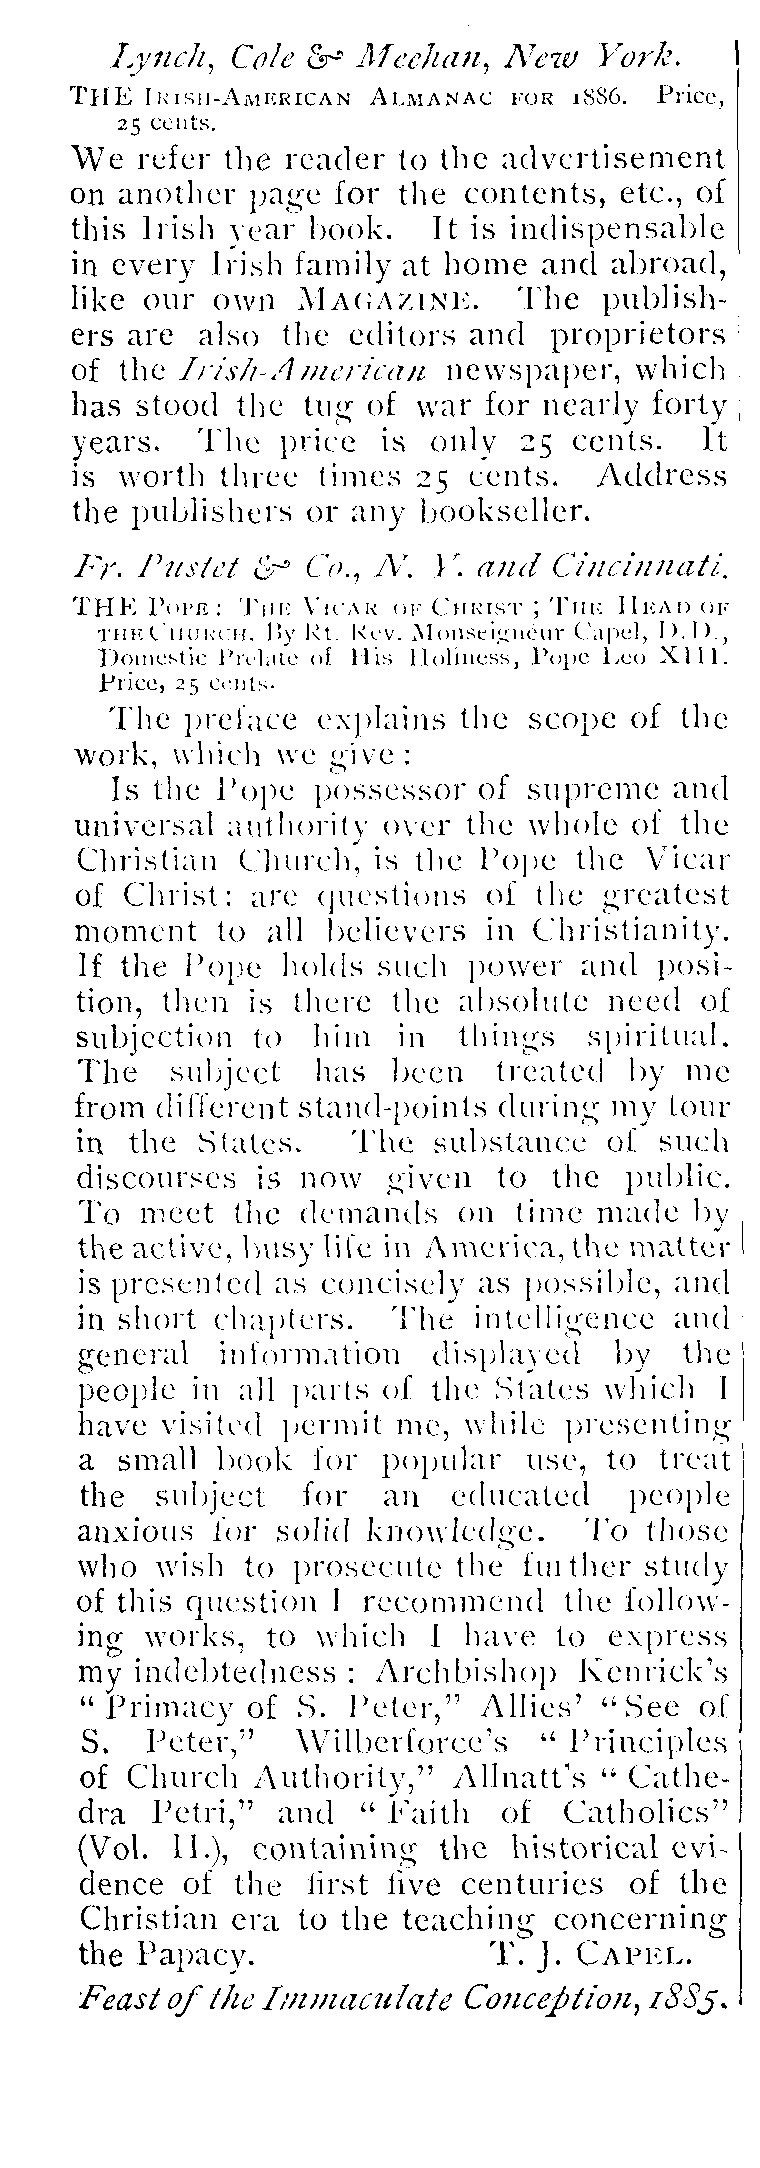 Lynch, Cole & Meehan, New York.
THE IRISH-AMERICAN ALMANAC FOR 1886. Price,
25 cents.
We refer the reader to the advertisement
on another page for the contents, etc., of
this Irish year book. It is indispensable
in every Irish family at home and abroad,
like our own MAGAZINE. The publish-
ers are also the editors and proprietors
of the Irish-American newspaper, which
has stood the tug of war for nearly forty
years. The price is only 25 cents. It
is worth three times 25 cents. Address
the publishers or any bookseller.
Fr. Pustet & Co., N. Y. and Cincinnati.
THE POPE: THE VICAR OF CHRIST; THE HEAD OF
THE CHURCH. By Rt. Rev. Monseigneur Capel, D.D.,
Domestic Prelate of His Holiness, Pope Leo XIII.
Price, 25 cents.
The preface explains the scope of the
work, which we give:
Is the Pope possessor of supreme and
universal authority over the whole of the
Christian Church, is the Pope the Vicar
of Christ: are questions of the greatest
moment to all believers in Christianity.
If the Pope holds such power and posi-
tion, then is there the absolute need of
subjection to him in things spiritual.
The subject has been treated by me
from different stand-points during my tour
in the States. The substance of such
discourses is now given to the public.
To meet the demands on time made by
the active, busy life in America, the matter
is presented as concisely as possible, and
in short chapters. The intelligence and
general information displayed by the
people in all parts of the States which I
have visited permit me, while presenting
a small book for popular use, to treat
the subject for an educated people
anxious for solid knowledge. To those
who wish to prosecute the further study
of this question I recommend the follow-
ing works, to which I have to express
my indebtedness: Archbishop Kenrick's
"Primacy of S. Peter," Allies' "See of
S. Peter," Wilberforce's "Principles
of Church Authority," Allnatt's "Cathe-
dra Petri," and "Faith of Catholics"
(Vol. II.), containing the historical evi-
dence of the first five centuries of the
Christian era to the teaching concerning
the Papacy. T. J. CAPEL.
Feast of the Immaculate Conception, 1885.